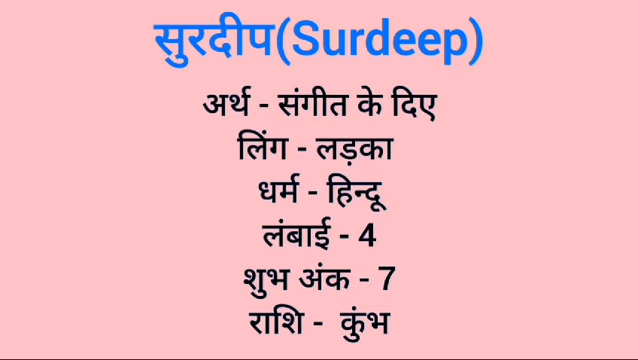 सुरदीप(Surdeep)
अर्थ - संगीत के दिए
लिंग - लड़का
धर्म - हिन्दू
लंबाई - 4
शुभ अंक - 7
राशि - कुंभ